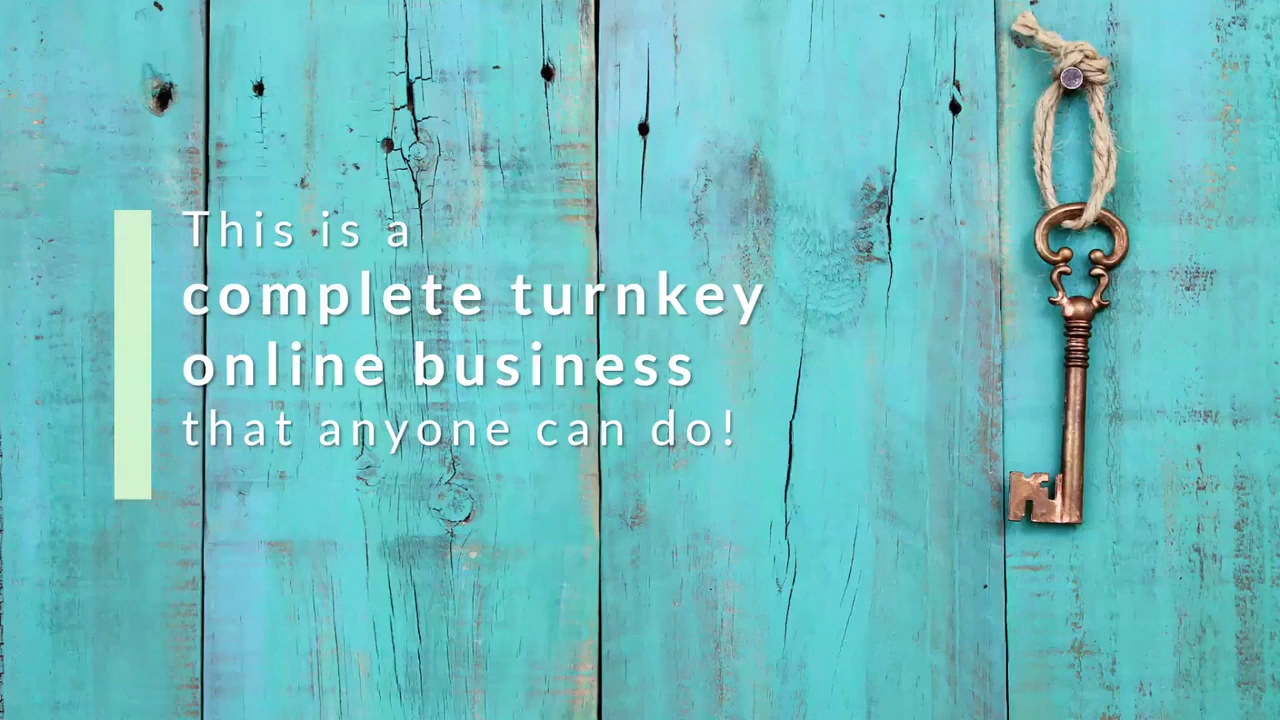 This is a
complete turnkey
online business
that anyone can do!